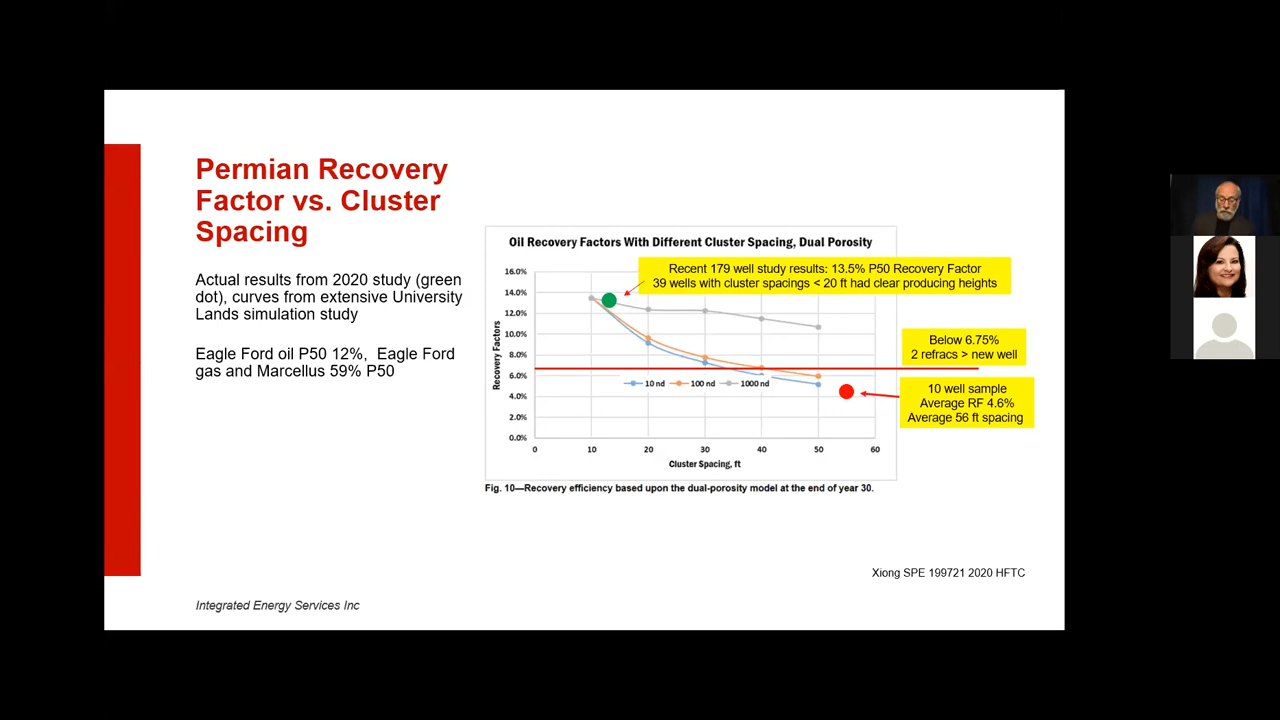 Permian Recovery
Factor vs. Cluster
Spacing
Actual results from 2020 study (green
dot), curves from extensive University
Lands simulation study
Eagle Ford oil P50 12%, Eagle Ford
gas and Marcellus 59% P50
Oil Recovery Factors With Different Cluster Spacing, Dual Porosity
Recent 179 well study results: 13.5% P50 Recovery Factor
39 wells with cluster spacings < 20 ft had clear producing heights
Recovery Factors
16.0%
14.0%
12.0%
10.0%
8.0%
6.0%
4.0%
2.0%
0.0%
Below 6.75%
2 refracs > new well
10 nd 100 nd 1000 nd
10 well sample
Average RF 4.6%
Average 56 ft spacing
0 10 20 30 40 50 60
Cluster Spacing, ft
Fig. 10—Recovery efficiency based upon the dual-porosity model at the end of year 30.
Xiong SPE 199721 2020 HFTC
Integrated Energy Services Inc